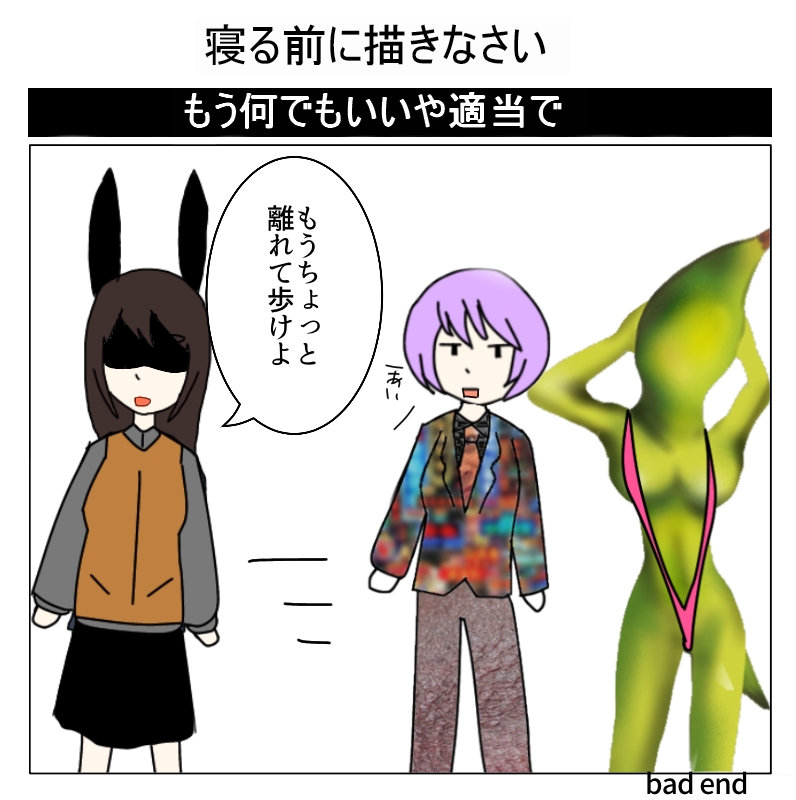 寝る前に描きなさい
もう何でもいいや適当で
もうちょっと
離れて歩けよ
あぃ
bad end